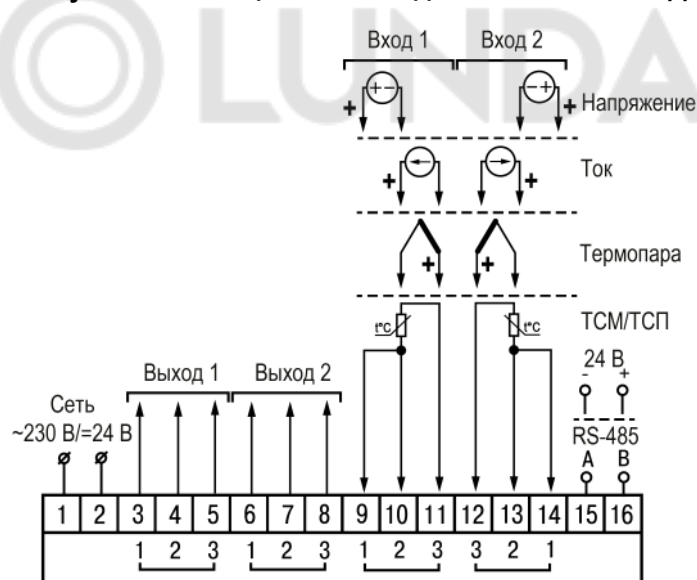 LUNDA
Вход 1 Вход 2
+ + - - + + Напряжение
+ + Ток
+ + Термопара
t°C t°C ТСМ/ТСП
Выход 1 Выход 2
24 В
- +
Сеть
~230 В/=24 В
RS-485
A B
1 2 3 4 5 6 7 8 9 10 11 12 13 14 15 16
1 2 3 1 2 3 1 2 3 3 2 1